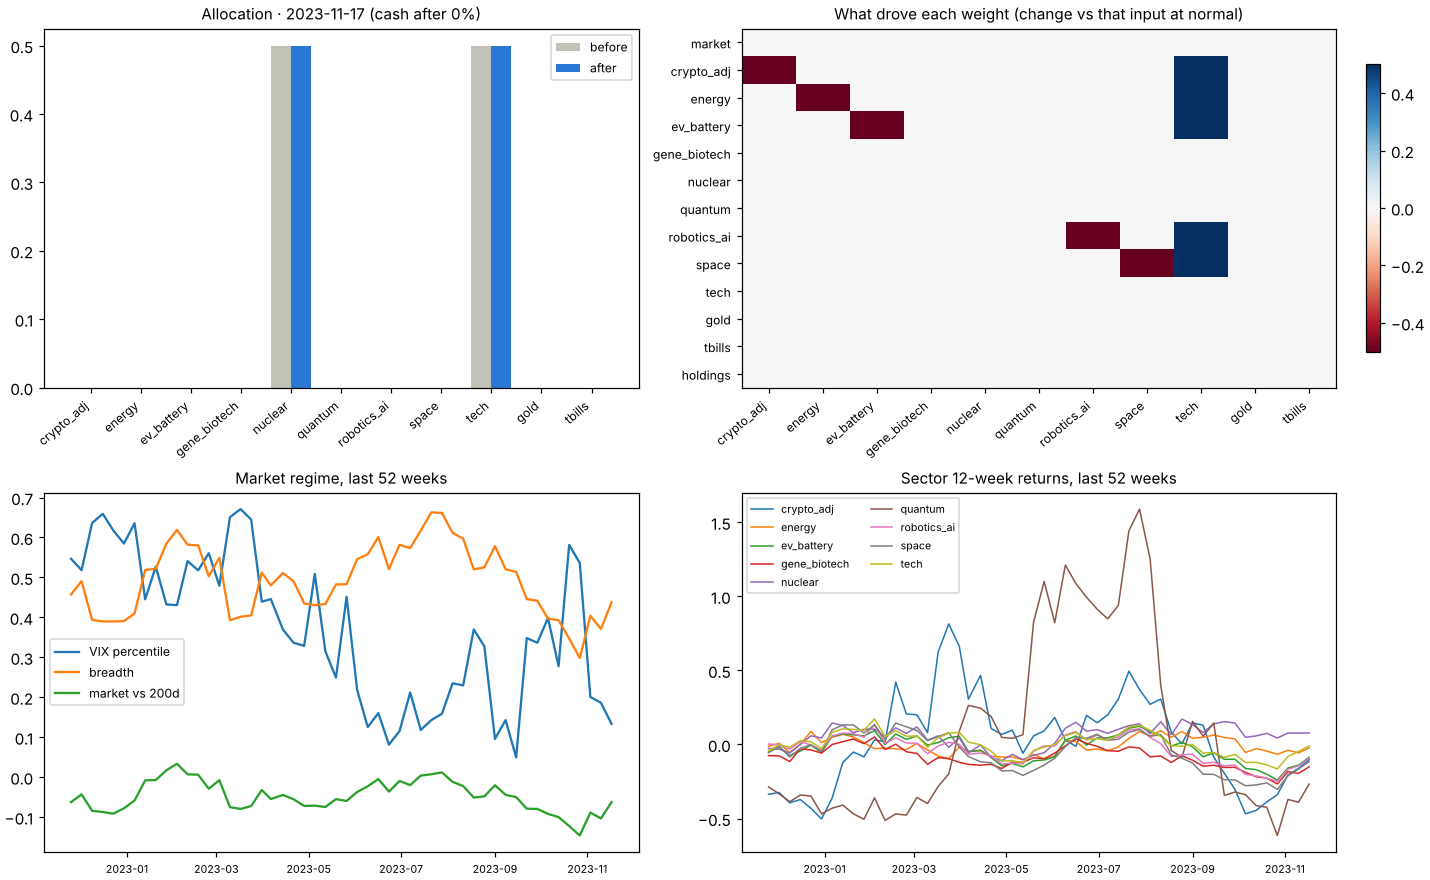 Allocation · 2023-11-17 (cash after 0%)
0.5
0.4
0.3
0.2
0.1
0.0
before
after
crypto_adj
energy
ev_battery
gene_biotech
nuclear
quantum
robotics_ai
space
tech
gold
tbills
What drove each weight (change vs that input at normal)
market
crypto_adj
energy
ev_battery
gene_biotech
nuclear
quantum
robotics_ai
space
tech
gold
tbills
holdings
crypto_adj
energy
ev_battery
gene_biotech
nuclear
quantum
robotics_ai
space
tech
gold
tbills
0.4
0.2
0.0
−0.2
−0.4
Market regime, last 52 weeks
0.7
0.6
0.5
0.4
0.3
0.2
0.1
0.0
−0.1
VIX percentile
breadth
market vs 200d
2023-01
2023-03
2023-05
2023-07
2023-09
2023-11
Sector 12-week returns, last 52 weeks
1.5
1.0
0.5
0.0
−0.5
crypto_adj
energy
ev_battery
gene_biotech
nuclear
quantum
robotics_ai
space
tech
2023-01
2023-03
2023-05
2023-07
2023-09
2023-11